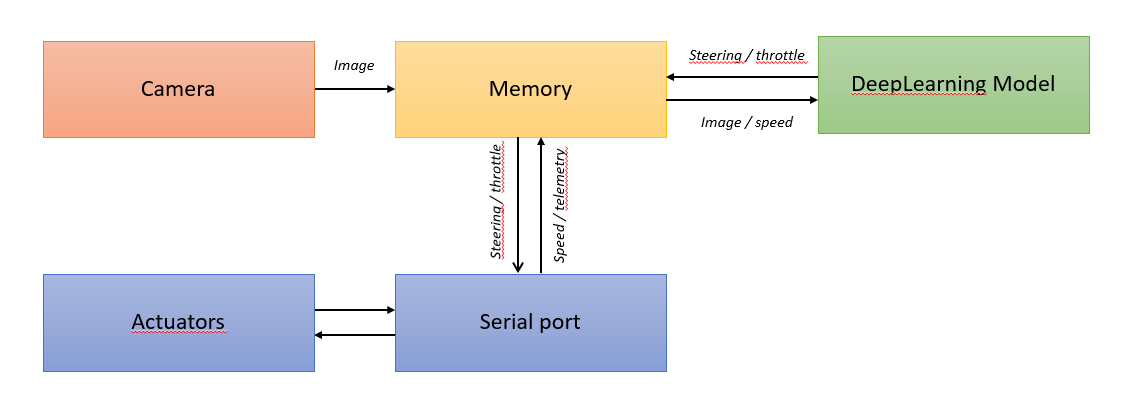 Camera
Image
Memory
Steering / throttle
Image / speed
DeepLearning Model
Steering / throttle
Speed / telemetry
Actuators
Serial port